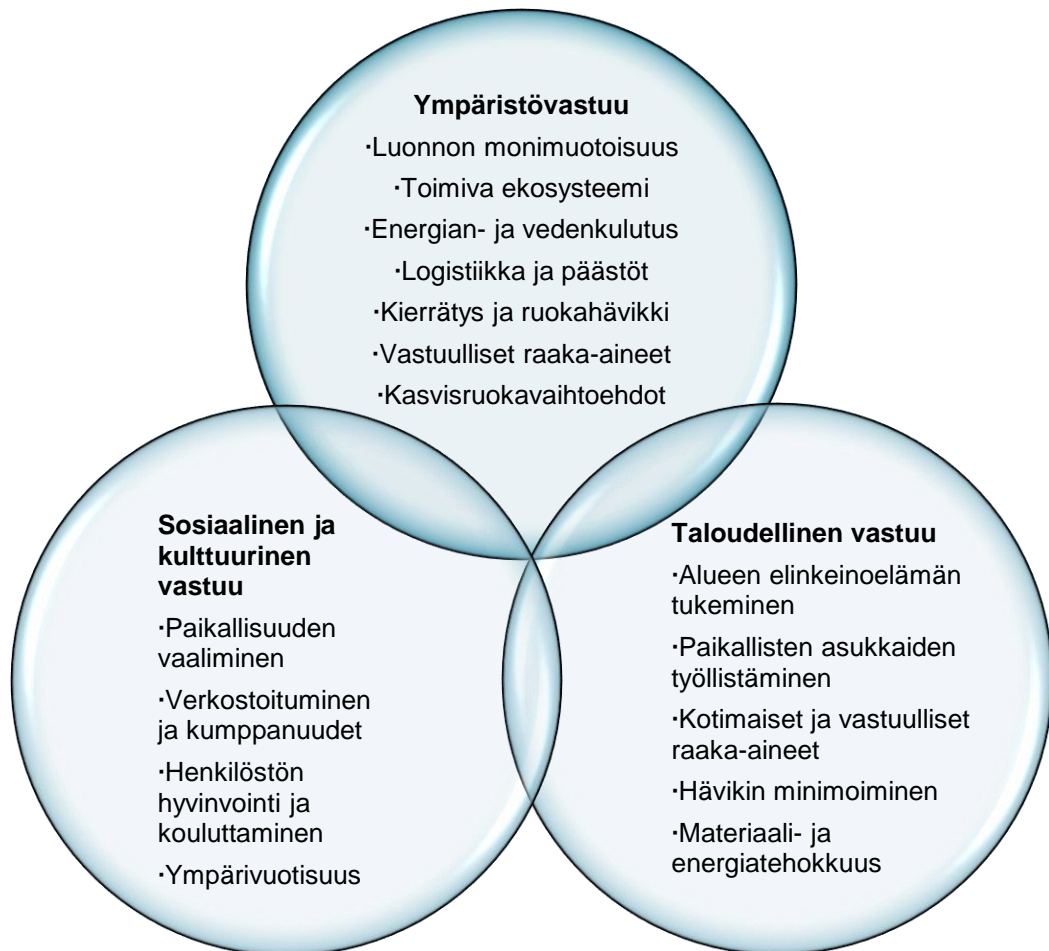 Ympäristövastuu
·Luonnon monimuotoisuus
·Toimiva ekosysteemi
·Energian- ja vedenkulutus
·Logistiikka ja päästöt
·Kierrätys ja ruokahävikki
·Vastuulliset raaka-aineet
·Kasvisruokavaihtoehdot
Sosiaalinen ja
kulttuurinen
vastuu
·Paikallisuuden
vaaliminen
·Verkostoituminen
ja kumppanuudet
·Henkilöstön
hyvinvointi ja
kouluttaminen
·Ympärivuotisuus
Taloudellinen vastuu
·Alueen elinkeinoelämän
tukeminen
·Paikallisten asukkaiden
työllistäminen
·Kotimaiset ja vastuulliset
raaka-aineet
·Hävikin minimoiminen
·Materiaali- ja
energiatehokkuus